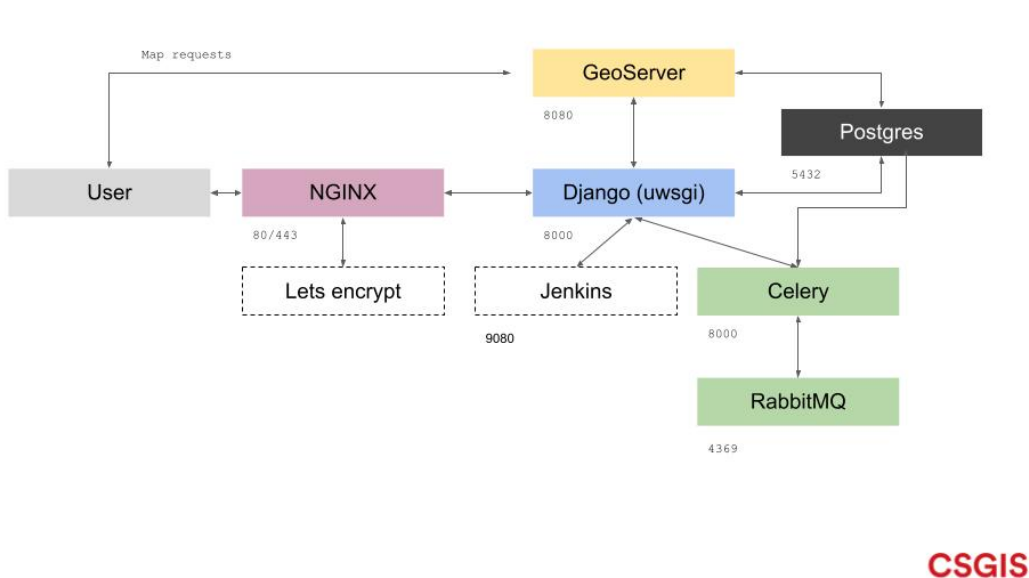 Map requests
GeoServer
8080
Postgres
5432
User
NGINX
Django (uwsgi)
80/443
8000
Lets encrypt
Jenkins
Celery
9080
8000
RabbitMQ
4369
CSGIS